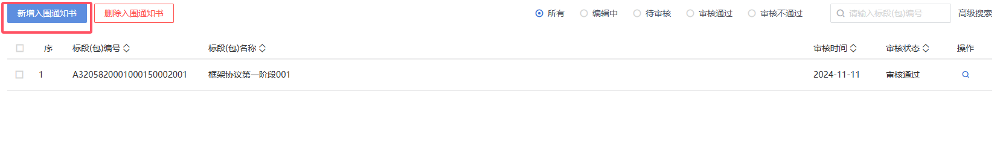 新增入围通知书 删除入围通知书 所有 编辑中 待审核 审核通过 审核不通过 请输入标段(包)编号 高级搜索
序 标段(包)编号 标段(包)名称 审核时间 审核状态 操作
1 A3205820001000150002001 框架协议第一阶段001 2024-11-11 审核通过